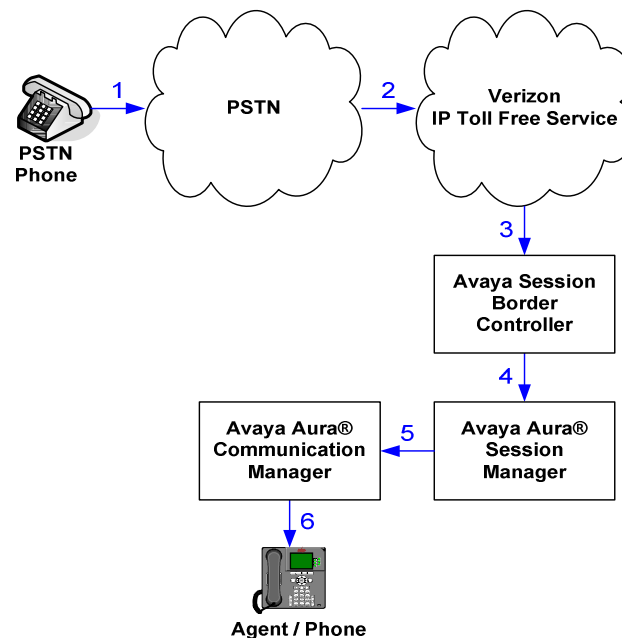 1
2
PSTN
Verizon
IP Toll Free Service
PSTN
Phone
3
Avaya Session
Border
Controller
4
Avaya Aura®
Communication
Manager
5
Avaya Aura®
Session
Manager
6
Agent / Phone